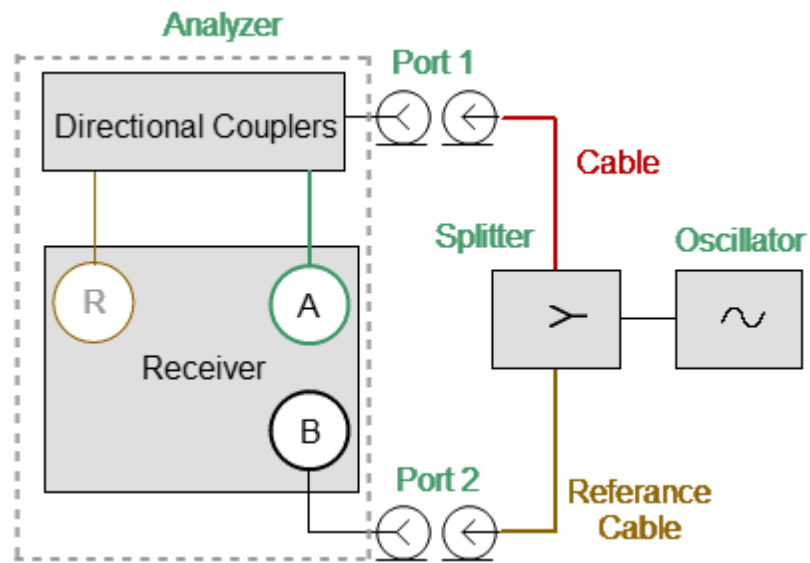 Analyzer
Port 1
Directional Couplers
Cable
Splitter
Oscillator
R
A
Receiver
B
Port 2
Referance
Cable